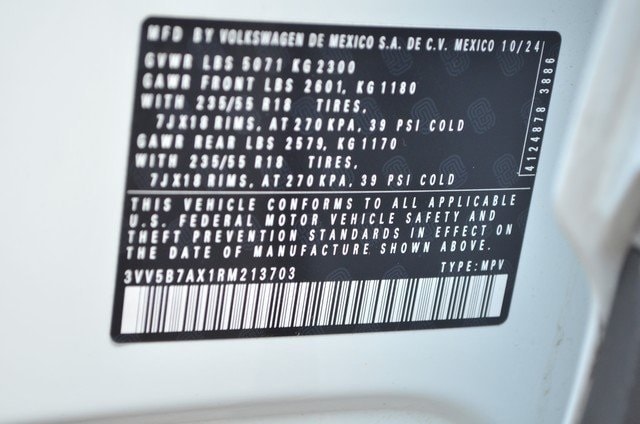 MFD BY VOLKSWAGEN DE MEXICO S.A. DE C.V. MEXICO 10/24
GVWR LBS 5071 KG 2300
GAWR FRONT LBS 2601, KG 1180
WITH 235/55 R18 TIRES,
7JX18 RIMS, AT 270 KPA, 39 PSI COLD
GAWR REAR LBS 2579, KG 1170
WITH 235/55 R18 TIRES,
7JX18 RIMS, AT 270 KPA, 39 PSI COLD
4124878 3886
THIS VEHICLE CONFORMS TO ALL APPLICABLE
U.S. FEDERAL MOTOR VEHICLE SAFETY AND
THEFT PREVENTION STANDARDS IN EFFECT ON
THE DATE OF MANUFACTURE SHOWN ABOVE.
3VV5B7AX1RM213703 TYPE: MPV